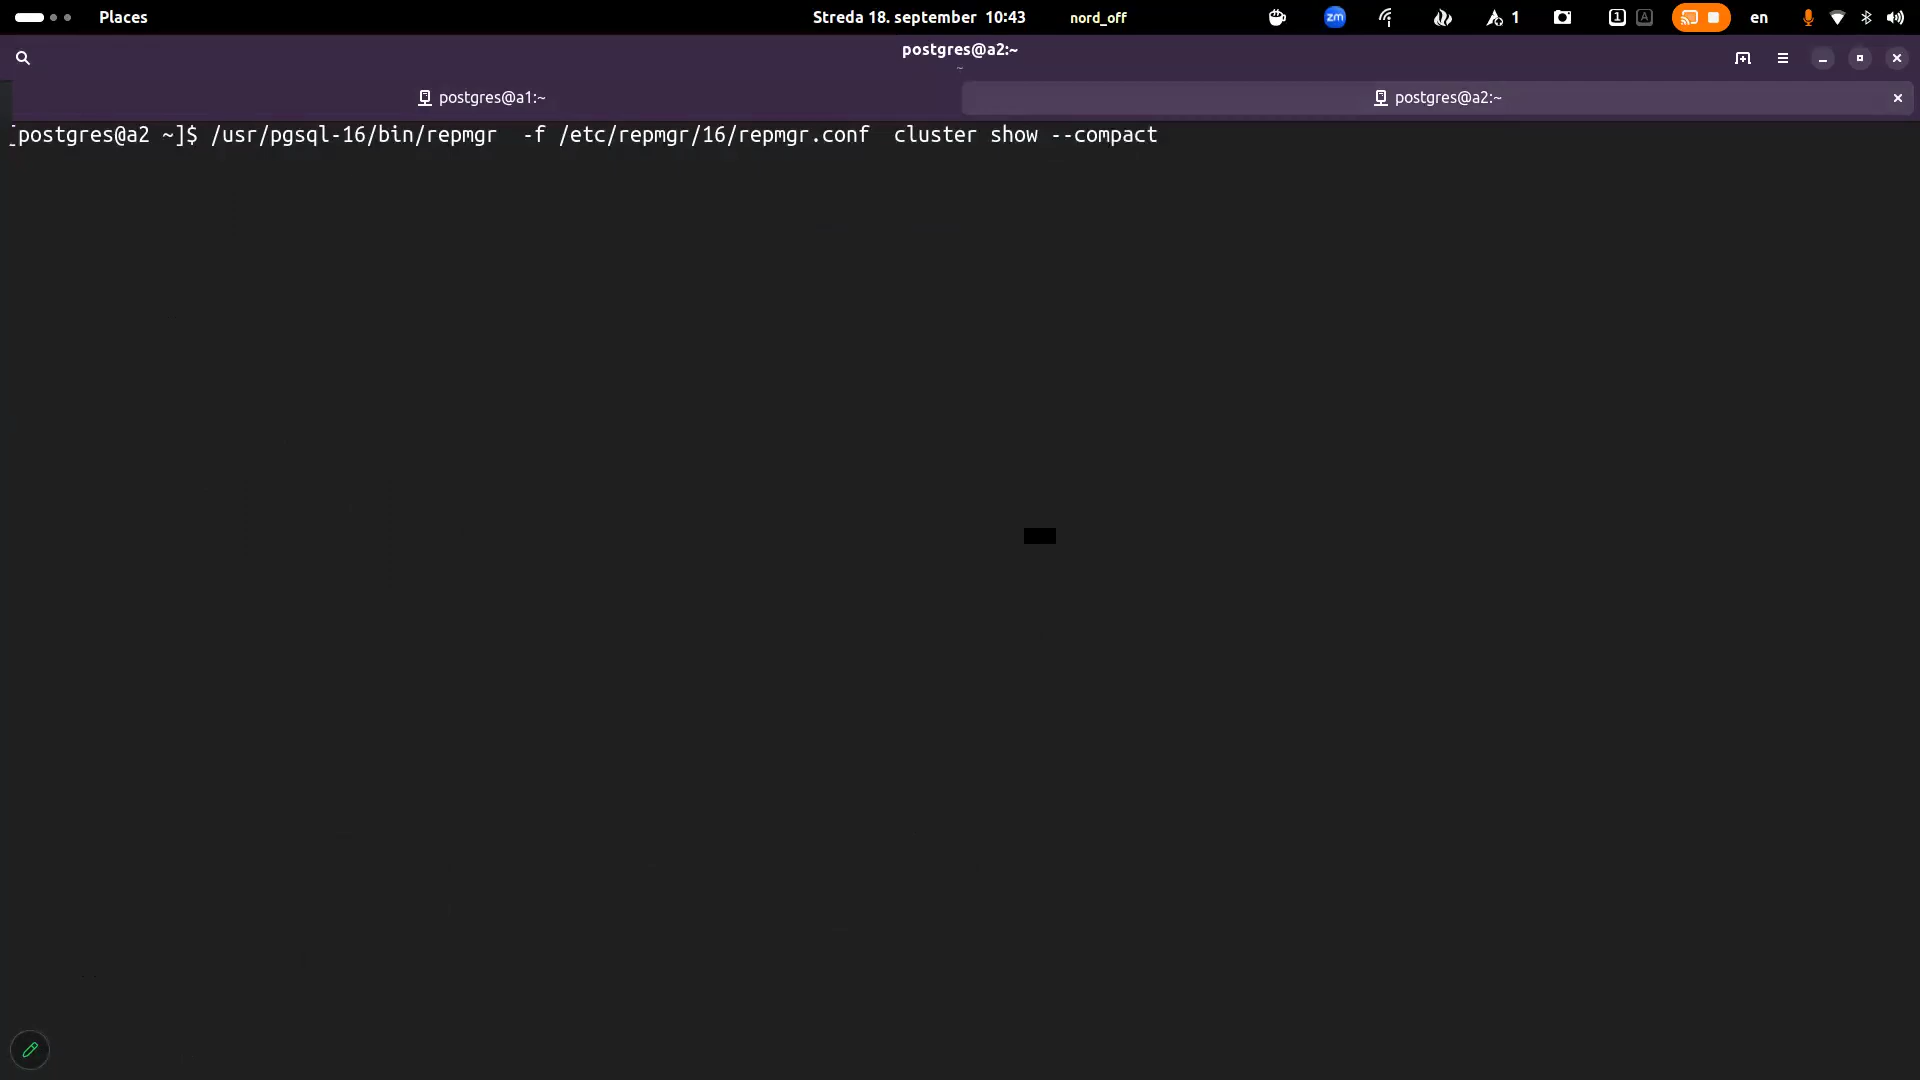 Places
Streda 18. september 10:43
nord_off
zm
1
1
A
en
postgres@a2:~
~
postgres@a1:~
postgres@a2:~
[postgres@a2 ~]$ /usr/pgsql-16/bin/repmgr  -f /etc/repmgr/16/repmgr.conf  cluster show --compact